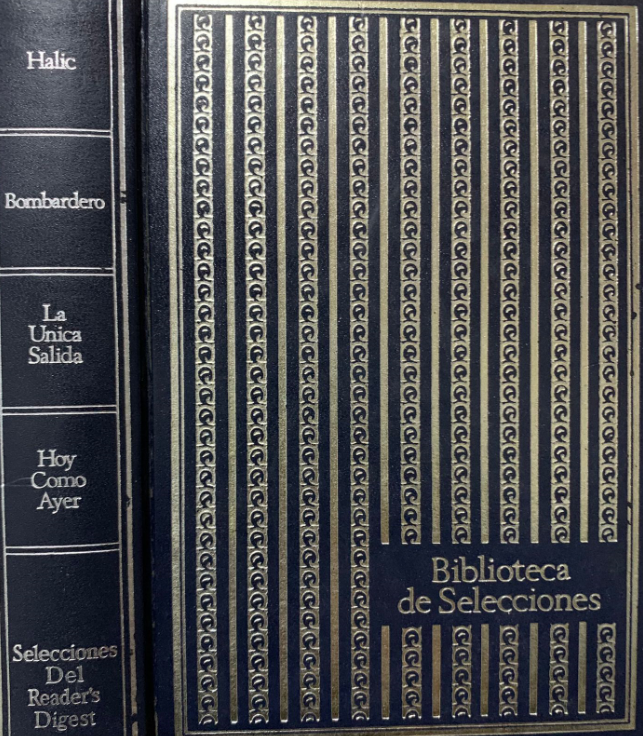 Halic
Bombardero
La
Unica
Salida
Hoy
Como
Ayer
Selecciones
Del
Reader's
Digest
Biblioteca
de Selecciones